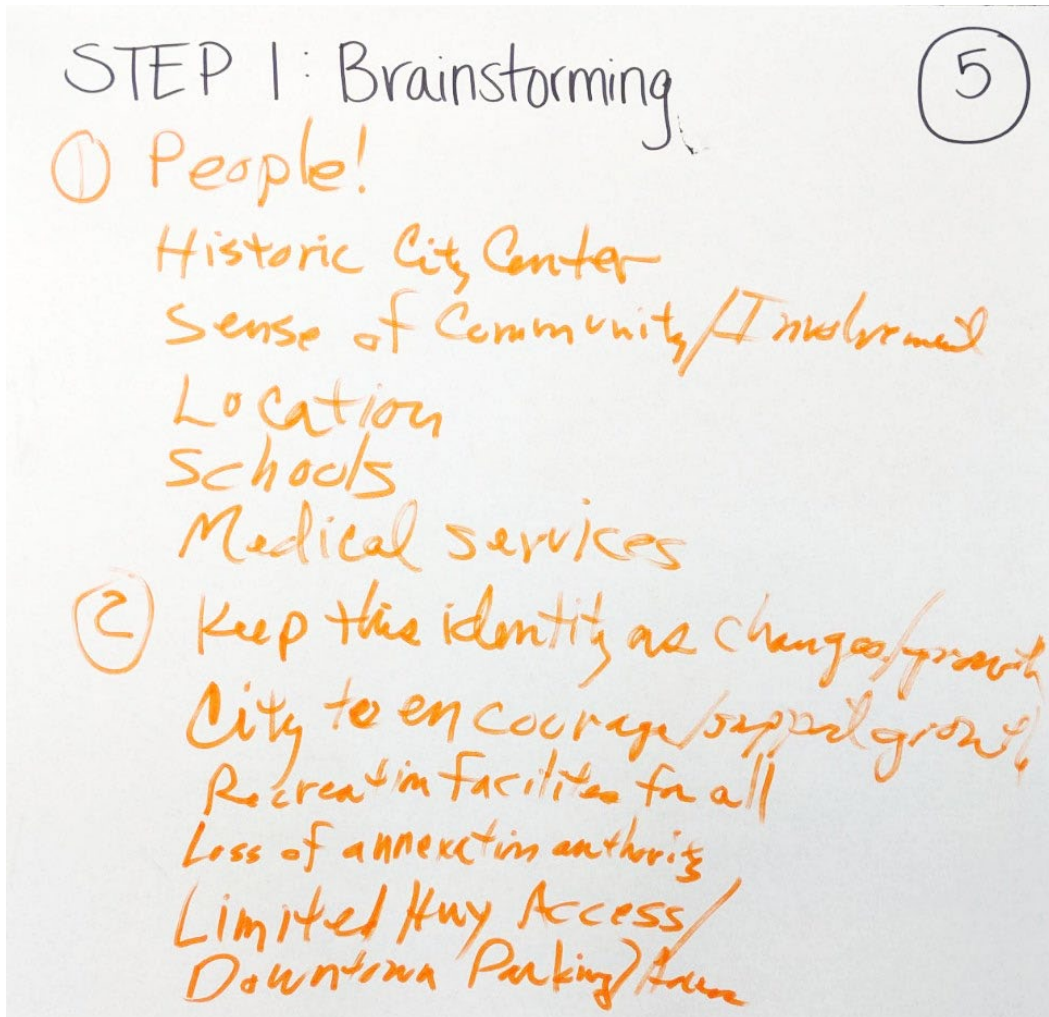 STEP 1: Brainstorming
5
① People!
Historic City Center
Sense of Community/Involvement
Location
Schools
Medical services
② Keep this identity as changes/growth
City to encourage/support growth
Recreation facilities for all
Loss of annexation authority
Limited Hwy Access/
Downtown Parking/